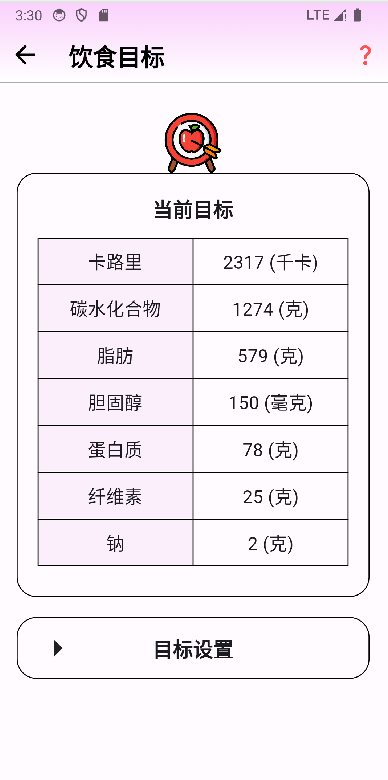 3:30 LTE
饮食目标 ?
当前目标
卡路里 2317 (千卡)
碳水化合物 1274 (克)
脂肪 579 (克)
胆固醇 150 (毫克)
蛋白质 78 (克)
纤维素 25 (克)
钠 2 (克)
目标设置